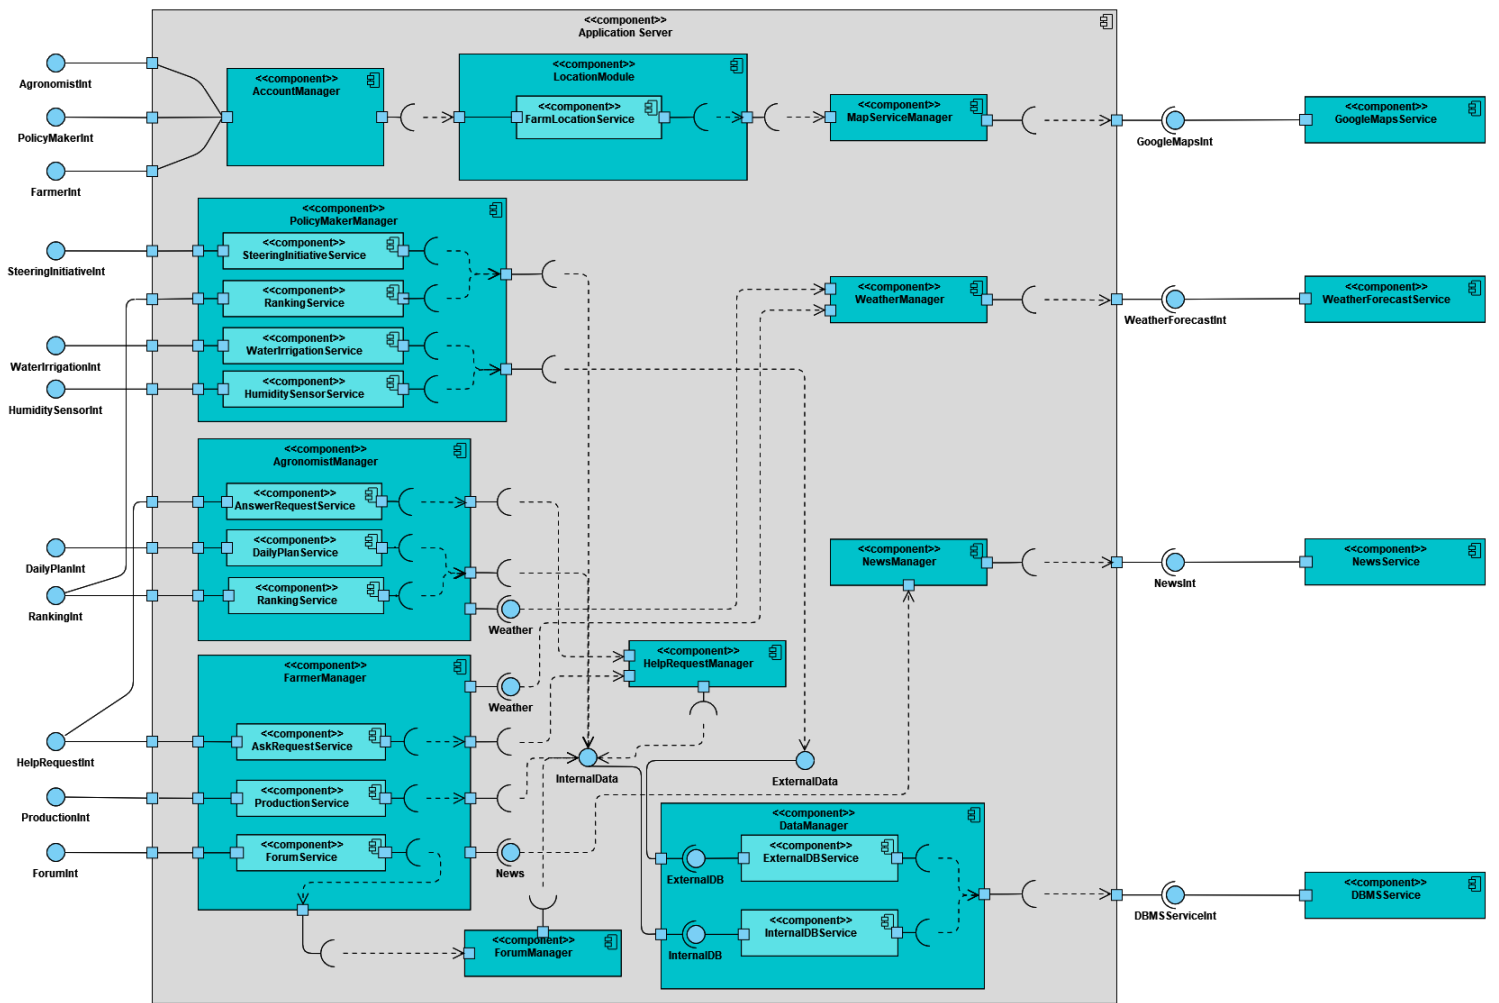 <<component>>
Application Server
AgronomistInt
PolicyMakerInt
FarmerInt
<<component>>
AccountManager
<<component>>
LocationModule
<<component>>
FarmLocationService
<<component>>
MapServiceManager
GoogleMapsInt
<<component>>
GoogleMapsService
<<component>>
PolicyMakerManager
SteeringInitiativeInt
<<component>>
SteeringInitiativeService
<<component>>
RankingService
WaterIrrigationInt
<<component>>
WaterIrrigationService
HumiditySensorInt
<<component>>
HumiditySensorService
<<component>>
WeatherManager
WeatherForecastInt
<<component>>
WeatherForecastService
<<component>>
AgronomistManager
<<component>>
AnswerRequestService
DailyPlanInt
<<component>>
DailyPlanService
RankingInt
<<component>>
RankingService
Weather
<<component>>
NewsManager
NewsInt
<<component>>
NewsService
<<component>>
HelpRequestManager
<<component>>
FarmerManager
Weather
HelpRequestInt
<<component>>
AskRequestService
ProductionInt
<<component>>
ProductionService
ForumInt
<<component>>
ForumService
News
InternalData
ExternalData
<<component>>
DataManager
<<component>>
ExternalDBService
ExternalDB
<<component>>
InternalDBService
InternalDB
<<component>>
ForumManager
DBMSServiceInt
<<component>>
DBMSService